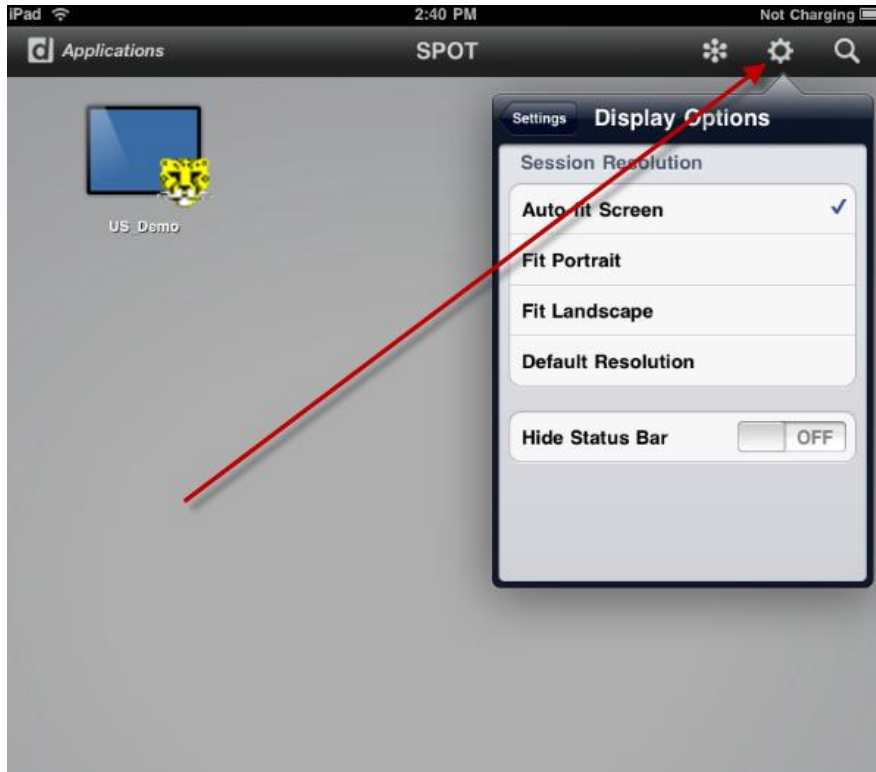 iPad 2:40 PM Not Charging
Applications SPOT
Settings Display Options
Session Resolution
Auto-fit Screen
US_Demo
Fit Portrait
Fit Landscape
Default Resolution
Hide Status Bar OFF